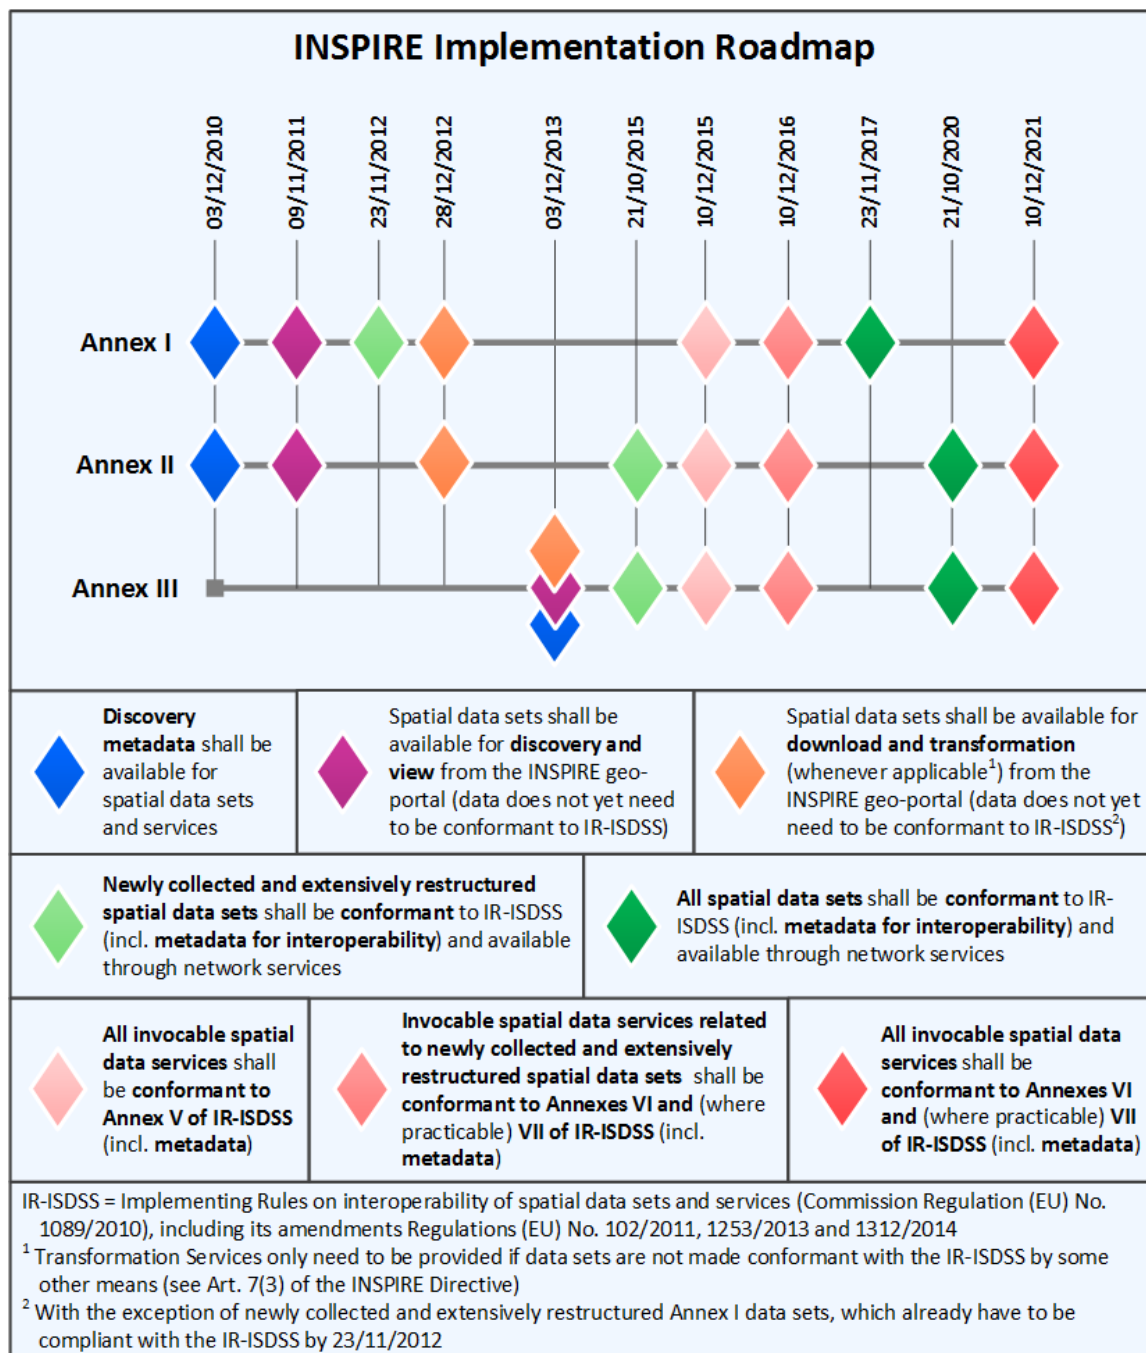 INSPIRE Implementation Roadmap
03/12/2010
09/11/2011
23/11/2012
28/12/2012
03/12/2013
21/10/2015
10/12/2015
10/12/2016
23/11/2017
21/10/2020
10/12/2021
Annex I
Annex II
Annex III
Discovery
metadata shall be
available for
spatial data sets
and services
Spatial data sets shall be
available for discovery and
view from the INSPIRE geo-
portal (data does not yet need
to be conformant to IR-ISDSS)
Spatial data sets shall be available for
download and transformation
(whenever applicable¹) from the
INSPIRE geo-portal (data does not yet
need to be conformant to IR-ISDSS²)
Newly collected and extensively restructured
spatial data sets shall be conformant to IR-ISDSS
(incl. metadata for interoperability) and available
through network services
All spatial data sets shall be conformant to IR-
ISDSS (incl. metadata for interoperability) and
available through network services
All invocable spatial
data services shall
be conformant to
Annex V of IR-ISDSS
(incl. metadata)
Invocable spatial data services related
to newly collected and extensively
restructured spatial data sets shall be
conformant to Annexes VI and (where
practicable) VII of IR-ISDSS (incl.
metadata)
All invocable spatial data
services shall be
conformant to Annexes VI
and (where practicable) VII
of IR-ISDSS (incl. metadata)
IR-ISDSS = Implementing Rules on interoperability of spatial data sets and services (Commission Regulation (EU) No.
1089/2010), including its amendments Regulations (EU) No. 102/2011, 1253/2013 and 1312/2014
¹ Transformation Services only need to be provided if data sets are not made conformant with the IR-ISDSS by some
other means (see Art. 7(3) of the INSPIRE Directive)
² With the exception of newly collected and extensively restructured Annex I data sets, which already have to be
compliant with the IR-ISDSS by 23/11/2012